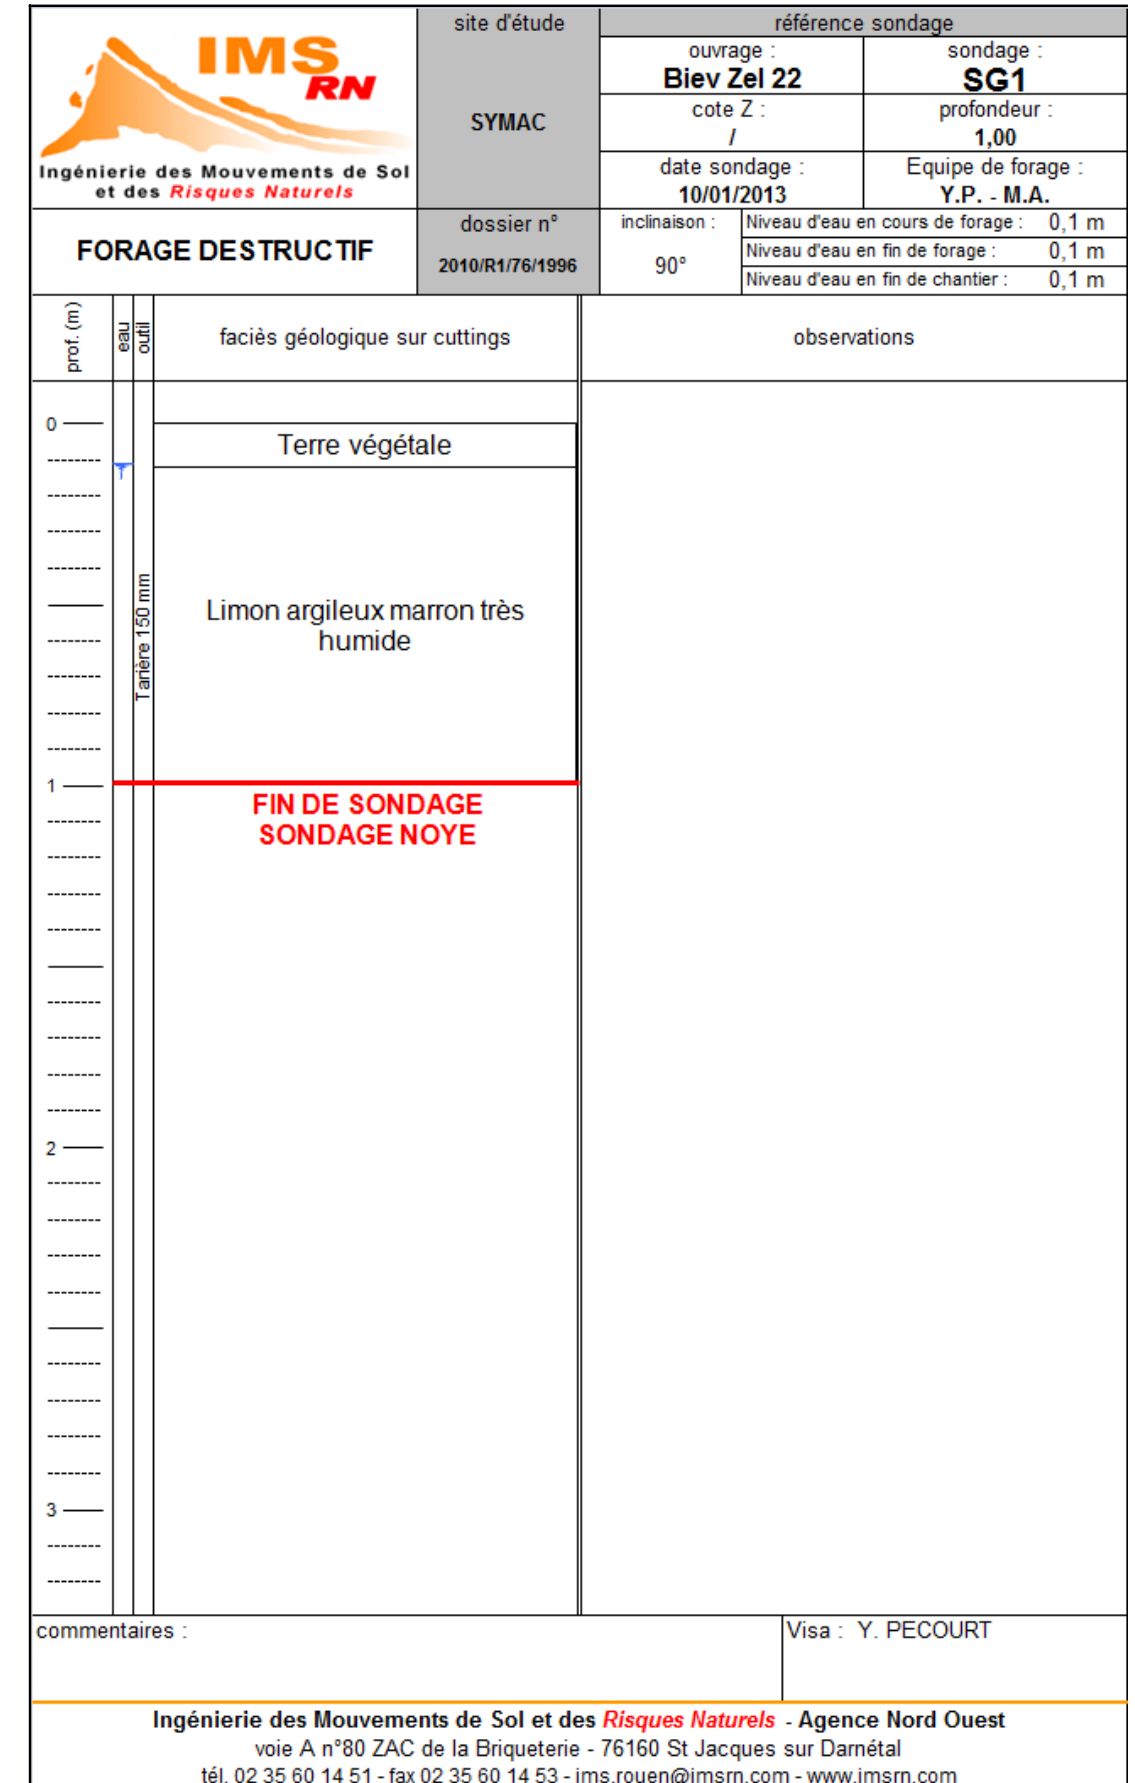 IMS
RN
Ingénierie des Mouvements de Sol
et des Risques Naturels
site d'étude
SYMAC
référence sondage
ouvrage :
Biev Zel 22
sondage :
SG1
cote Z :
/
profondeur :
1,00
date sondage :
10/01/2013
Equipe de forage :
Y.P. - M.A.
FORAGE DESTRUCTIF
dossier n°
2010/R1/76/1996
inclinaison :
90°
Niveau d'eau en cours de forage : 0,1 m
Niveau d'eau en fin de forage : 0,1 m
Niveau d'eau en fin de chantier : 0,1 m
prof. (m)
eau
outil
faciès géologique sur cuttings
observations
0
Terre végétale
Tarière 150 mm
Limon argileux marron très
humide
1
FIN DE SONDAGE
SONDAGE NOYE
2
3
commentaires :
Visa : Y. PECOURT
Ingénierie des Mouvements de Sol et des Risques Naturels - Agence Nord Ouest
voie A n°80 ZAC de la Briqueterie - 76160 St Jacques sur Darnétal
tél. 02 35 60 14 51 - fax 02 35 60 14 53 - ims.rouen@imsrn.com - www.imsrn.com